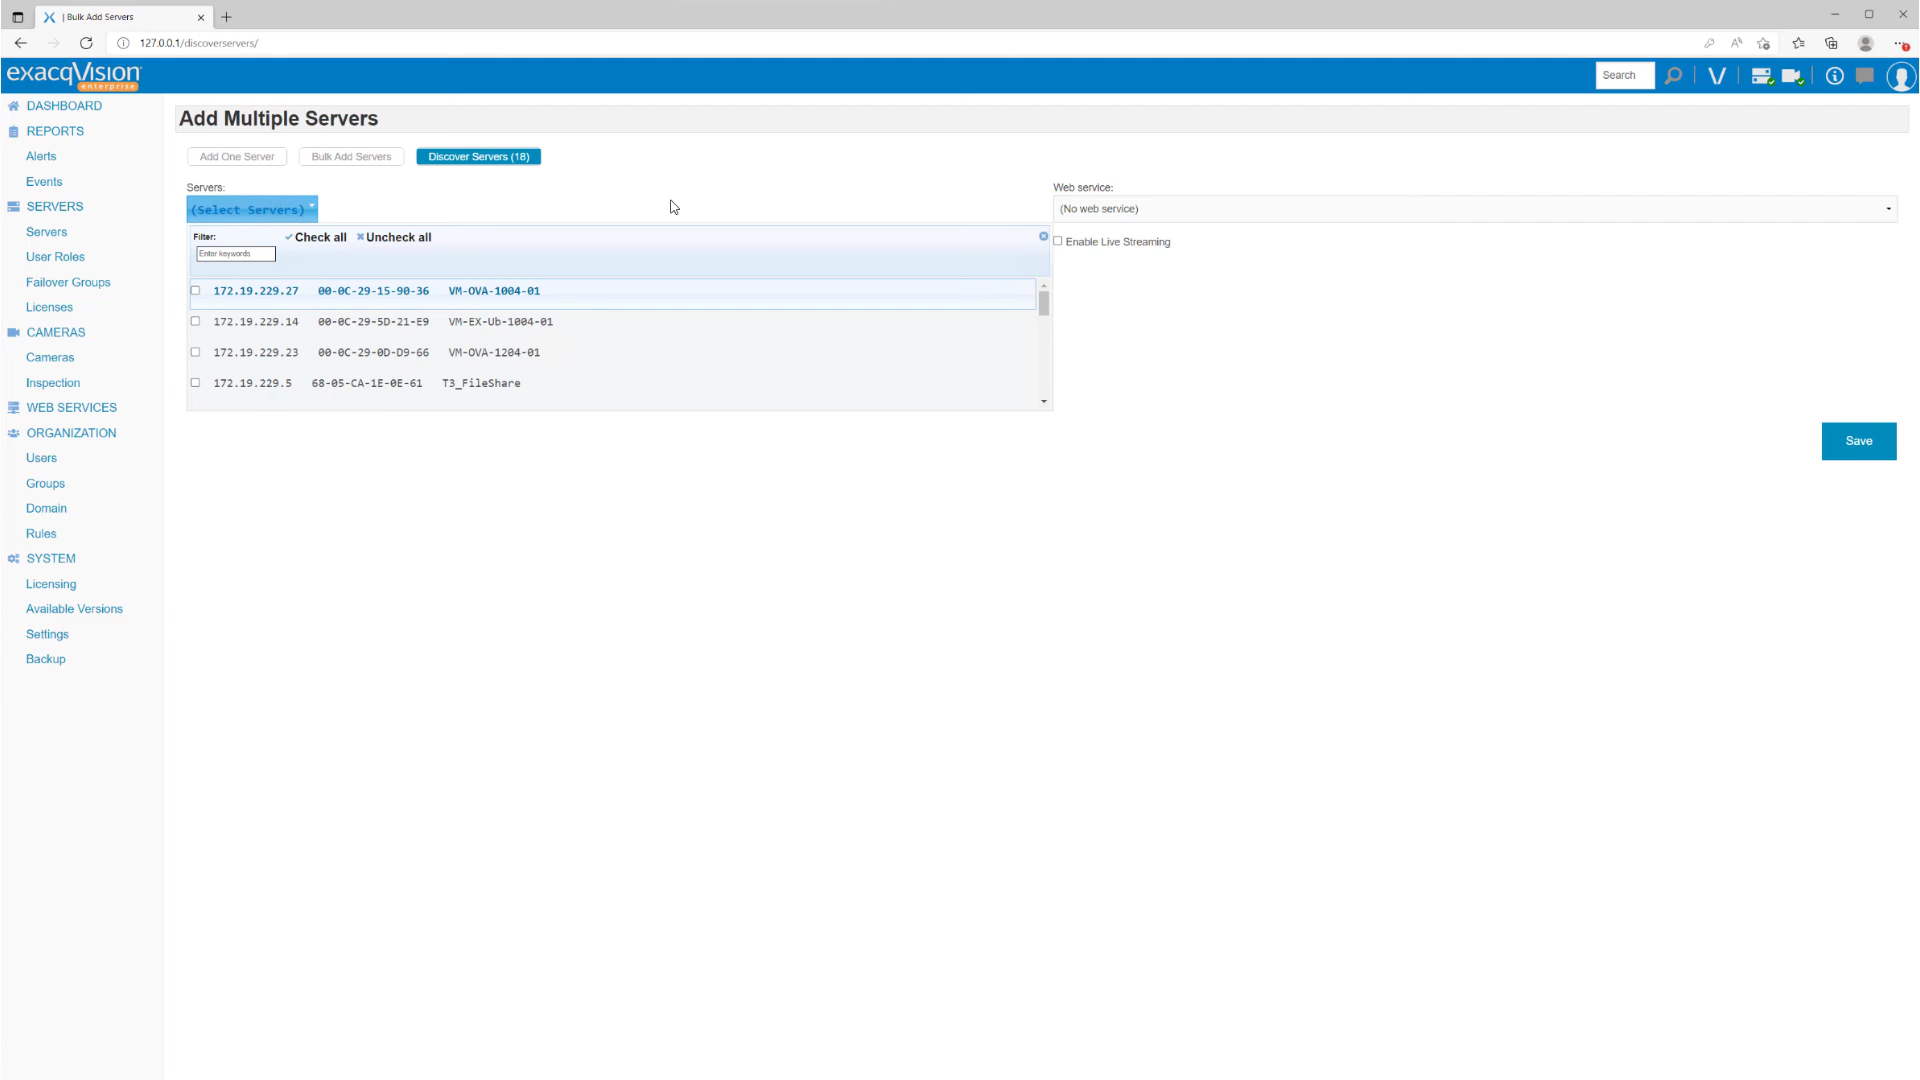 | Bulk Add Servers
127.0.0.1/discoverservers/
exacqVision
enterprise
Search
DASHBOARD
REPORTS
Alerts
Events
SERVERS
Servers
User Roles
Failover Groups
Licenses
CAMERAS
Cameras
Inspection
WEB SERVICES
ORGANIZATION
Users
Groups
Domain
Rules
SYSTEM
Licensing
Available Versions
Settings
Backup
Add Multiple Servers
Add One Server
Bulk Add Servers
Discover Servers (18)
Servers:
(Select Servers)
Filter:
Enter keywords
Check all
Uncheck all
172.19.229.27 00-0C-29-15-90-36 VM-OVA-1004-01
172.19.229.14 00-0C-29-5D-21-E9 VM-EX-Ub-1004-01
172.19.229.23 00-0C-29-0D-D9-66 VM-OVA-1204-01
172.19.229.5 68-05-CA-1E-0E-61 T3_FileShare
Web service:
(No web service)
Enable Live Streaming
Save